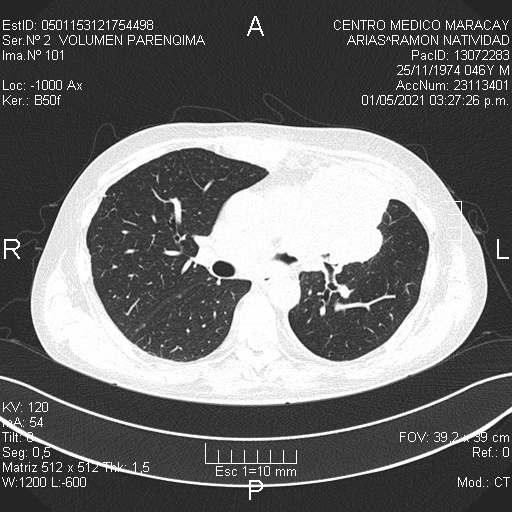 EstID: 0501153121754498
Ser.Nº 2 VOLUMEN PARENQIMA
Ima.Nº 101
Loc: -1000 Ax
Ker.: B50f
A
CENTRO MEDICO MARACAY
ARIAS^RAMON NATIVIDAD
PacID: 13072283
25/11/1974 046Y M
AccNum: 23113401
01/05/2021 03:27:26 p.m.
R
L
KV: 120
mA: 54
Tilt: 0
Seg: 0,5
Matriz 512 x 512 Thk: 1,5
W:1200 L:-600
Esc 1=10 mm
P
FOV: 39,2 x 39 cm
Ref.: 0
Mod.: CT